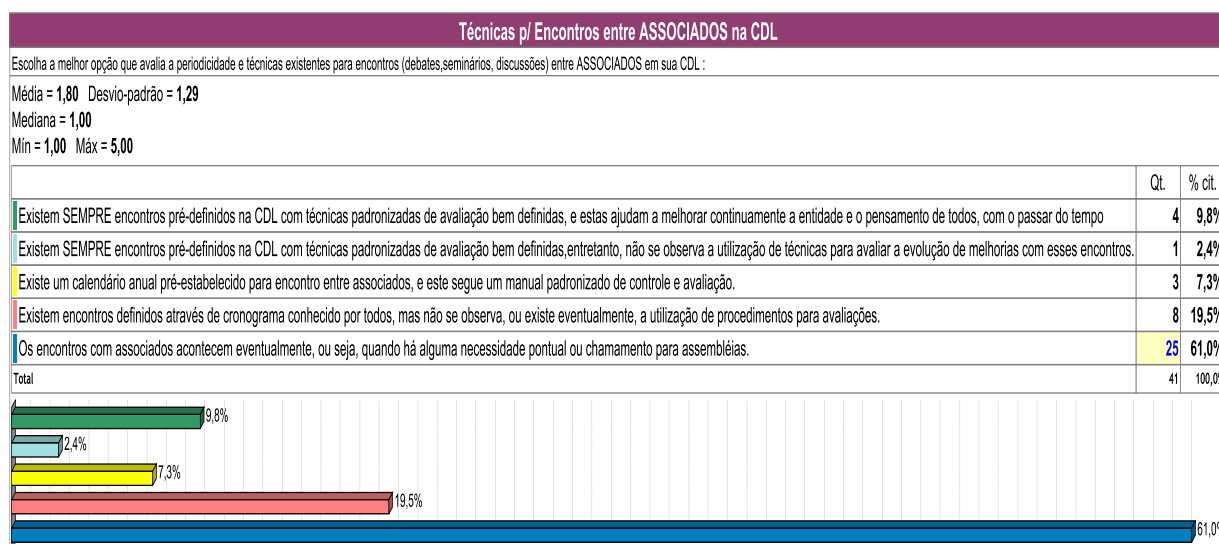 Técnicas p/ Encontros entre ASSOCIADOS na CDL
Escolha a melhor opção que avalia a periodicidade e técnicas existentes para encontros (debates,seminários, discussões) entre ASSOCIADOS em sua CDL :
Média = 1,80 Desvio-padrão = 1,29
Mediana = 1,00
Mín = 1,00 Máx = 5,00
Qt. % cit.
Existem SEMPRE encontros pré-definidos na CDL com técnicas padronizadas de avaliação bem definidas, e estas ajudam a melhorar continuamente a entidade e o pensamento de todos, com o passar do tempo 4 9,8%
Existem SEMPRE encontros pré-definidos na CDL com técnicas padronizadas de avaliação bem definidas,entretanto, não se observa a utilização de técnicas para avaliar a evolução de melhorias com esses encontros. 1 2,4%
Existe um calendário anual pré-estabelecido para encontro entre associados, e este segue um manual padronizado de controle e avaliação. 3 7,3%
Existem encontros definidos através de cronograma conhecido por todos, mas não se observa, ou existe eventualmente, a utilização de procedimentos para avaliações. 8 19,5%
Os encontros com associados acontecem eventualmente, ou seja, quando há alguma necessidade pontual ou chamamento para assembléias. 25 61,0%
Total 41 100,0%
9,8%
2,4%
7,3%
19,5%
61,0%